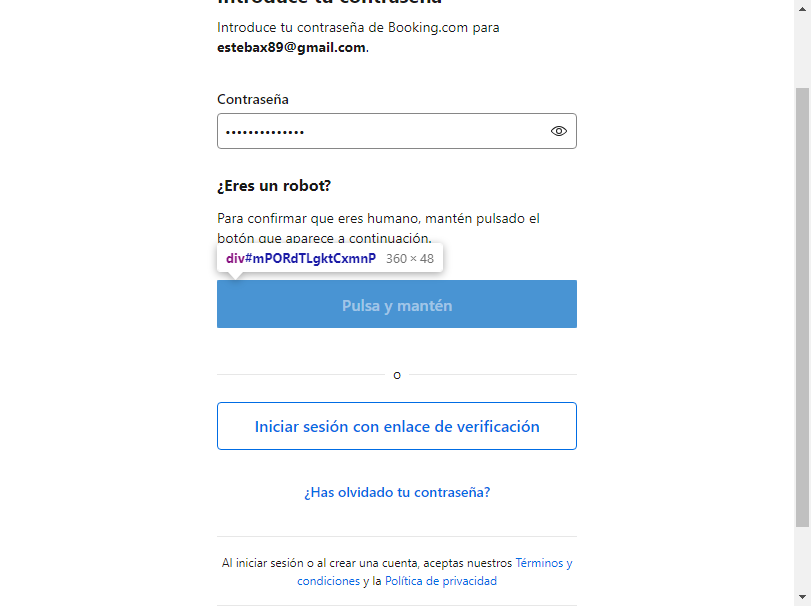 Introduce tu contraseña
Introduce tu contraseña de Booking.com para
estebax89@gmail.com.
Contraseña
¿Eres un robot?
Para confirmar que eres humano, mantén pulsado el
botón que aparece a continuación.
div#mPORdTLgktCxmnP 360 × 48
Pulsa y mantén
o
Iniciar sesión con enlace de verificación
¿Has olvidado tu contraseña?
Al iniciar sesión o al crear una cuenta, aceptas nuestros Términos y
condiciones y la Política de privacidad